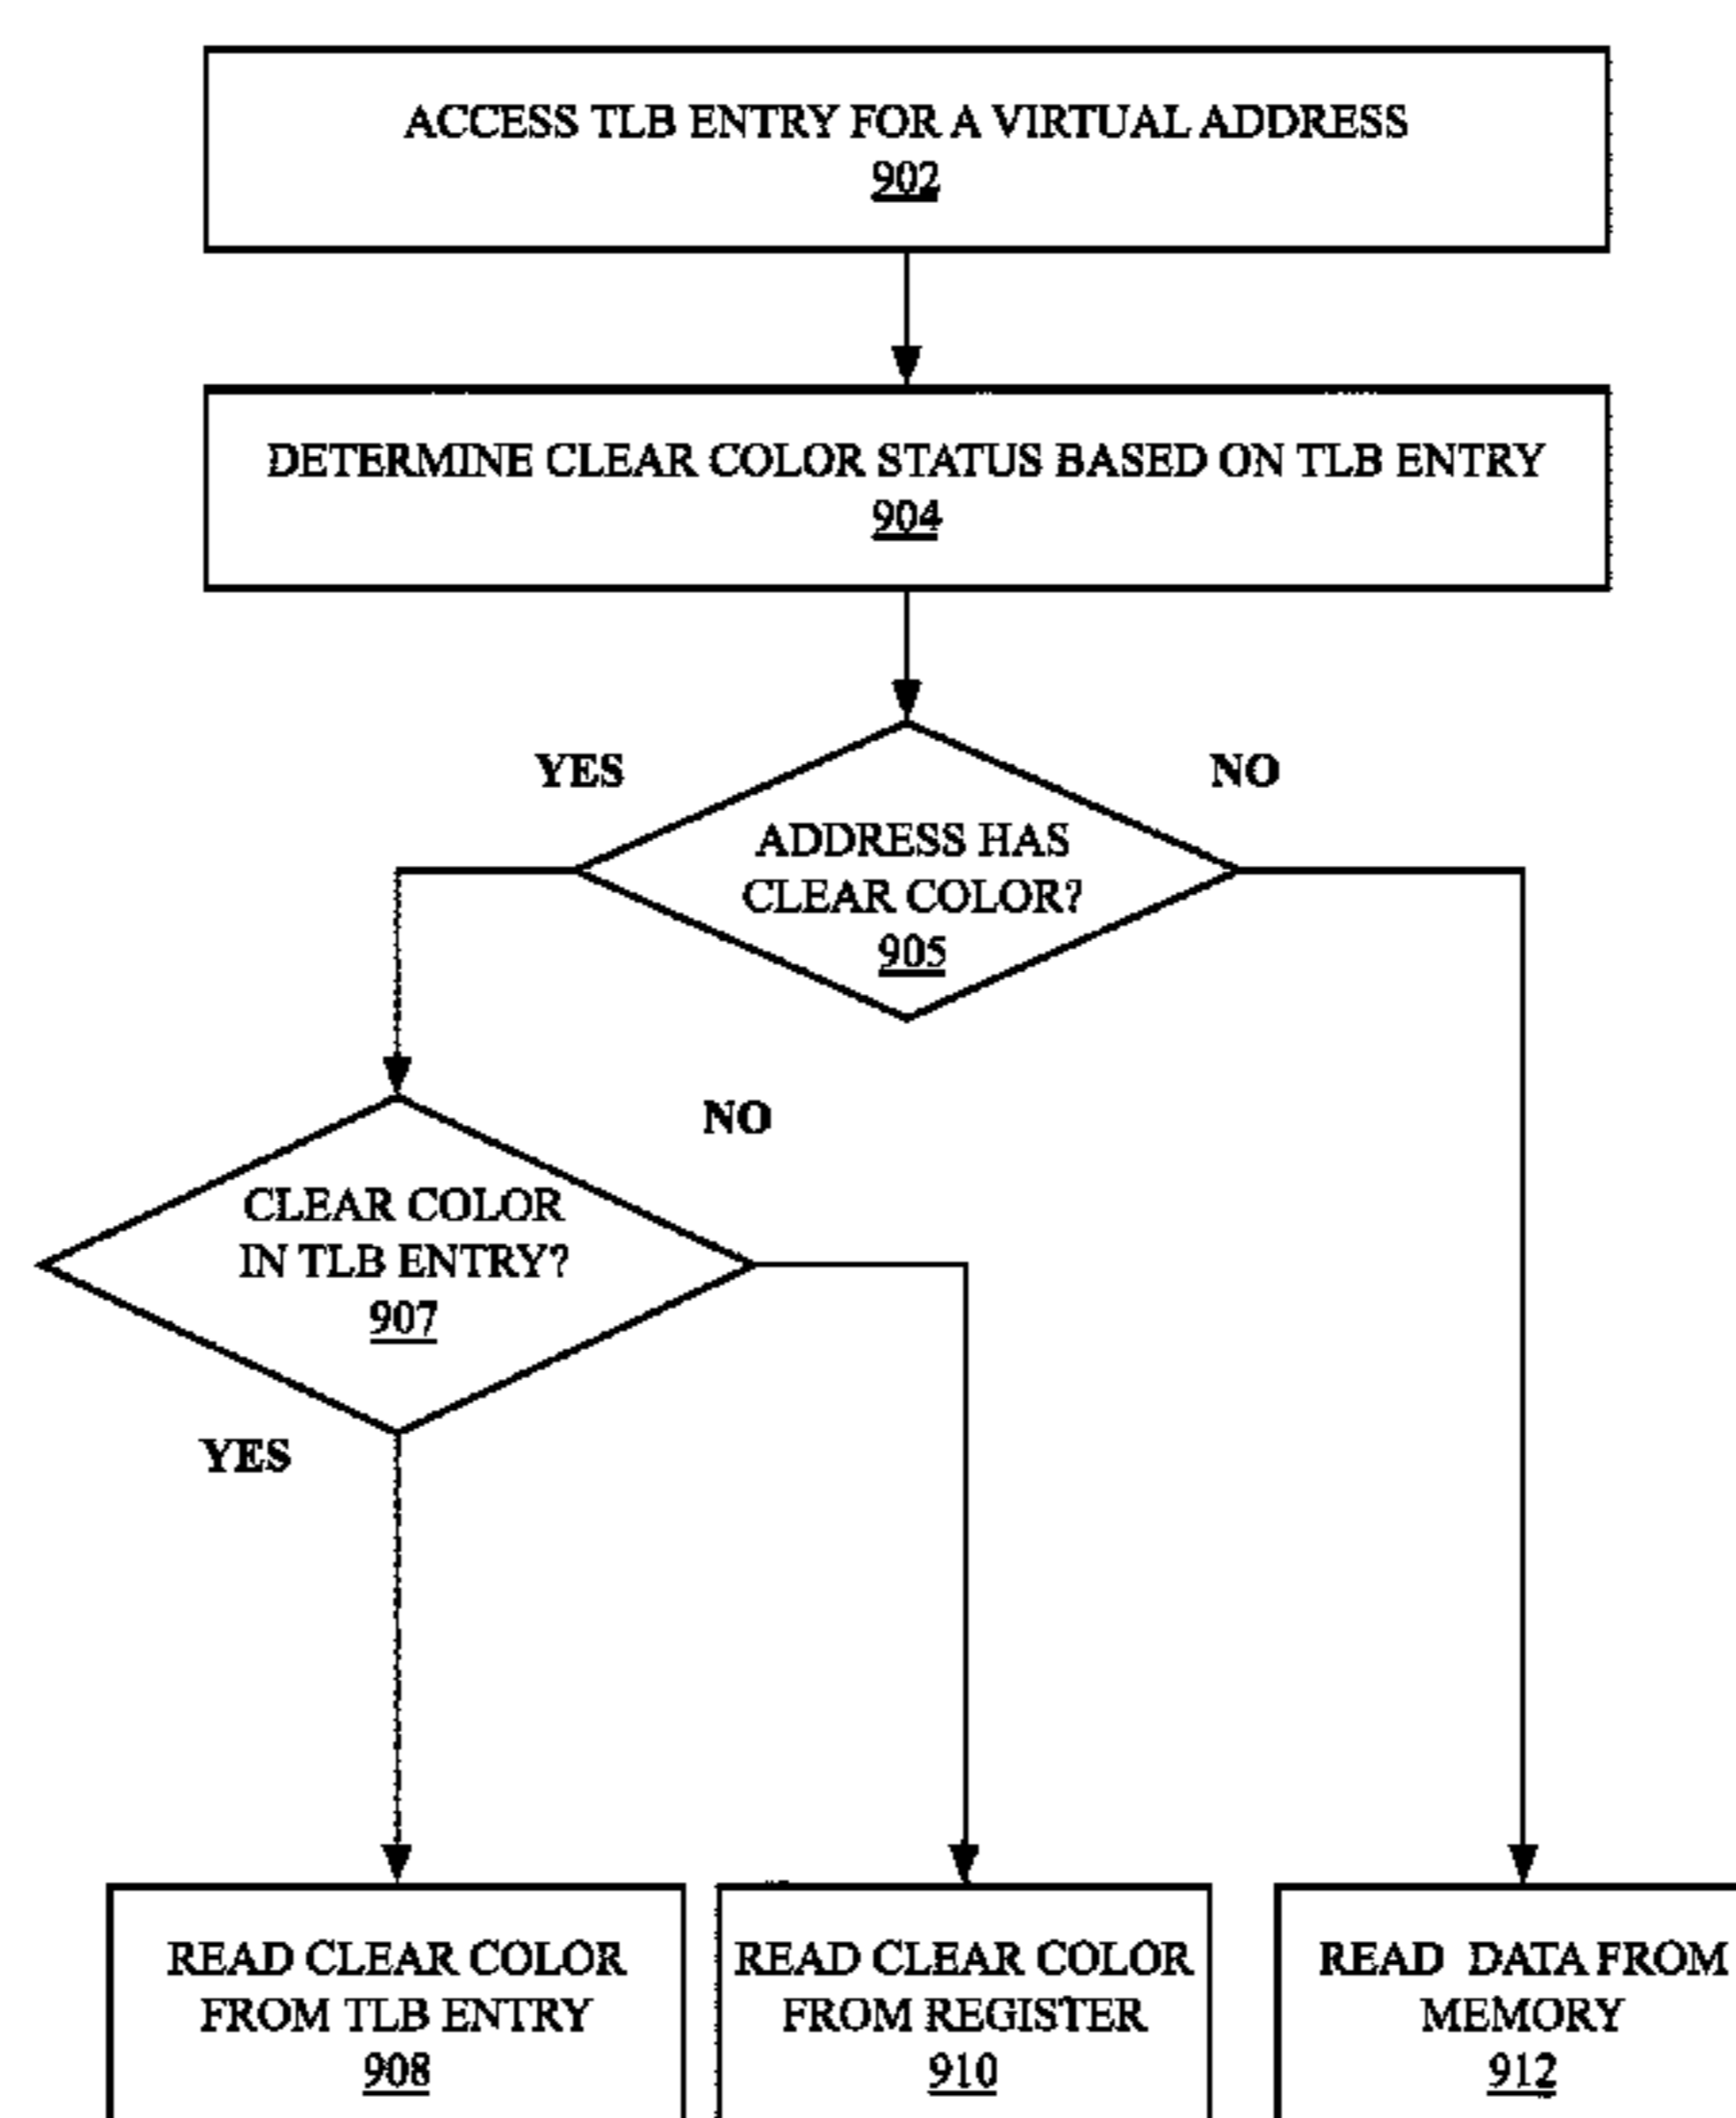 ACCESS TLB ENTRY FOR A VIRTUAL ADDRESS
902
DETERMINE CLEAR COLOR STATUS BASED ON TLB ENTRY
904
YES
NO
ADDRESS HAS
CLEAR COLOR?
905
NO
CLEAR COLOR
IN TLB ENTRY?
907
YES
READ CLEAR COLOR
FROM TLB ENTRY
908
READ CLEAR COLOR
FROM REGISTER
910
READ DATA FROM
MEMORY
912